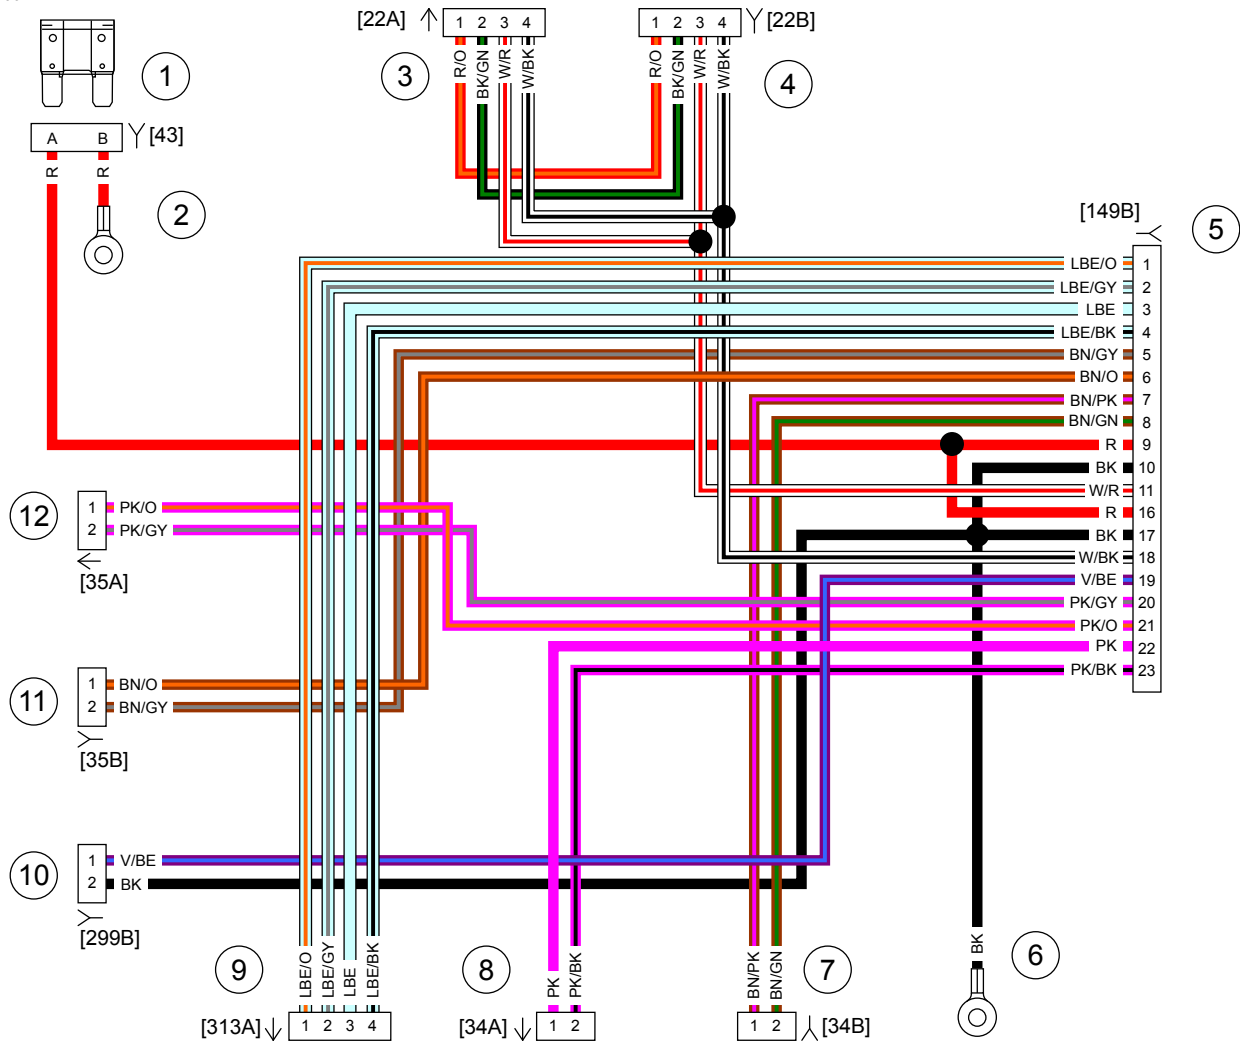 [22A] 1 2 3 4
1 2 3 4 [22B]
R/O BK/GN W/R W/BK
R/O BK/GN W/R W/BK
1
3
4
A B [43]
R R
2
[149B]
5
LBE/O 1
LBE/GY 2
LBE 3
LBE/BK 4
BN/GY 5
BN/O 6
BN/PK 7
BN/GN 8
R 9
BK 10
W/R 11
R 16
BK 17
W/BK 18
V/BE 19
PK/GY 20
PK/O 21
PK 22
PK/BK 23
12
1 PK/O
2 PK/GY
[35A]
11
1 BN/O
2 BN/GY
[35B]
10
1 V/BE
2 BK
[299B]
9
LBE/O LBE/GY LBE LBE/BK
[313A] 1 2 3 4
8
PK PK/BK
[34A] 1 2
7
BN/PK BN/GN
1 2 [34B]
BK
6